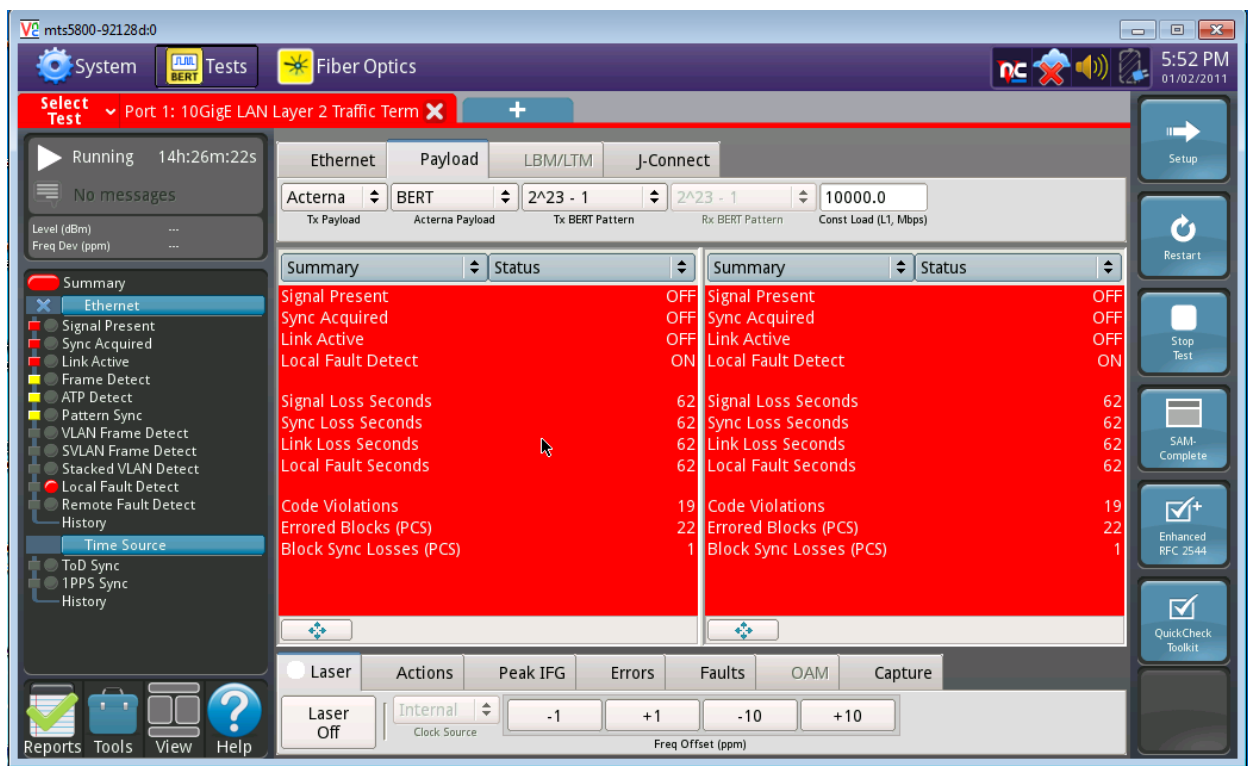 mts5800-92128d:0
System
BERT
Tests
Fiber Optics
5:52 PM
01/02/2011
Select Test
Port 1: 10GigE LAN Layer 2 Traffic Term
+
Running 14h:26m:22s
No messages
Level (dBm) ---
Freq Dev (ppm) ---
Summary
Ethernet
Signal Present
Sync Acquired
Link Active
Frame Detect
ATP Detect
Pattern Sync
VLAN Frame Detect
SVLAN Frame Detect
Stacked VLAN Detect
Local Fault Detect
Remote Fault Detect
History
Time Source
ToD Sync
1PPS Sync
History
Reports Tools View Help
Ethernet Payload LBM/LTM J-Connect
Acterna BERT 2^23 - 1 2^23 - 1 10000.0
Tx Payload Acterna Payload Tx BERT Pattern Rx BERT Pattern Const Load (L1, Mbps)
Summary Status
Signal Present OFF
Sync Acquired OFF
Link Active OFF
Local Fault Detect ON
Signal Loss Seconds 62
Sync Loss Seconds 62
Link Loss Seconds 62
Local Fault Seconds 62
Code Violations 19
Errored Blocks (PCS) 22
Block Sync Losses (PCS) 1
Summary Status
Signal Present OFF
Sync Acquired OFF
Link Active OFF
Local Fault Detect ON
Signal Loss Seconds 62
Sync Loss Seconds 62
Link Loss Seconds 62
Local Fault Seconds 62
Code Violations 19
Errored Blocks (PCS) 22
Block Sync Losses (PCS) 1
Laser Actions Peak IFG Errors Faults OAM Capture
Laser Off
Internal
Clock Source
-1 +1 -10 +10
Freq Offset (ppm)
Setup
Restart
Stop Test
SAM-Complete
Enhanced RFC 2544
QuickCheck Toolkit